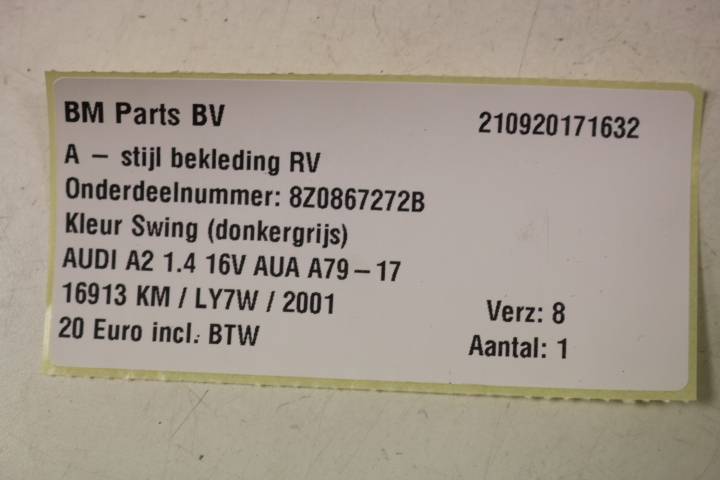 BM Parts BV 210920171632
A – stijl bekleding RV
Onderdeelnummer: 8Z0867272B
Kleur Swing (donkergrijs)
AUDI A2 1.4 16V AUA A79 – 17
16913 KM / LY7W / 2001 Verz: 8
20 Euro incl. BTW Aantal: 1